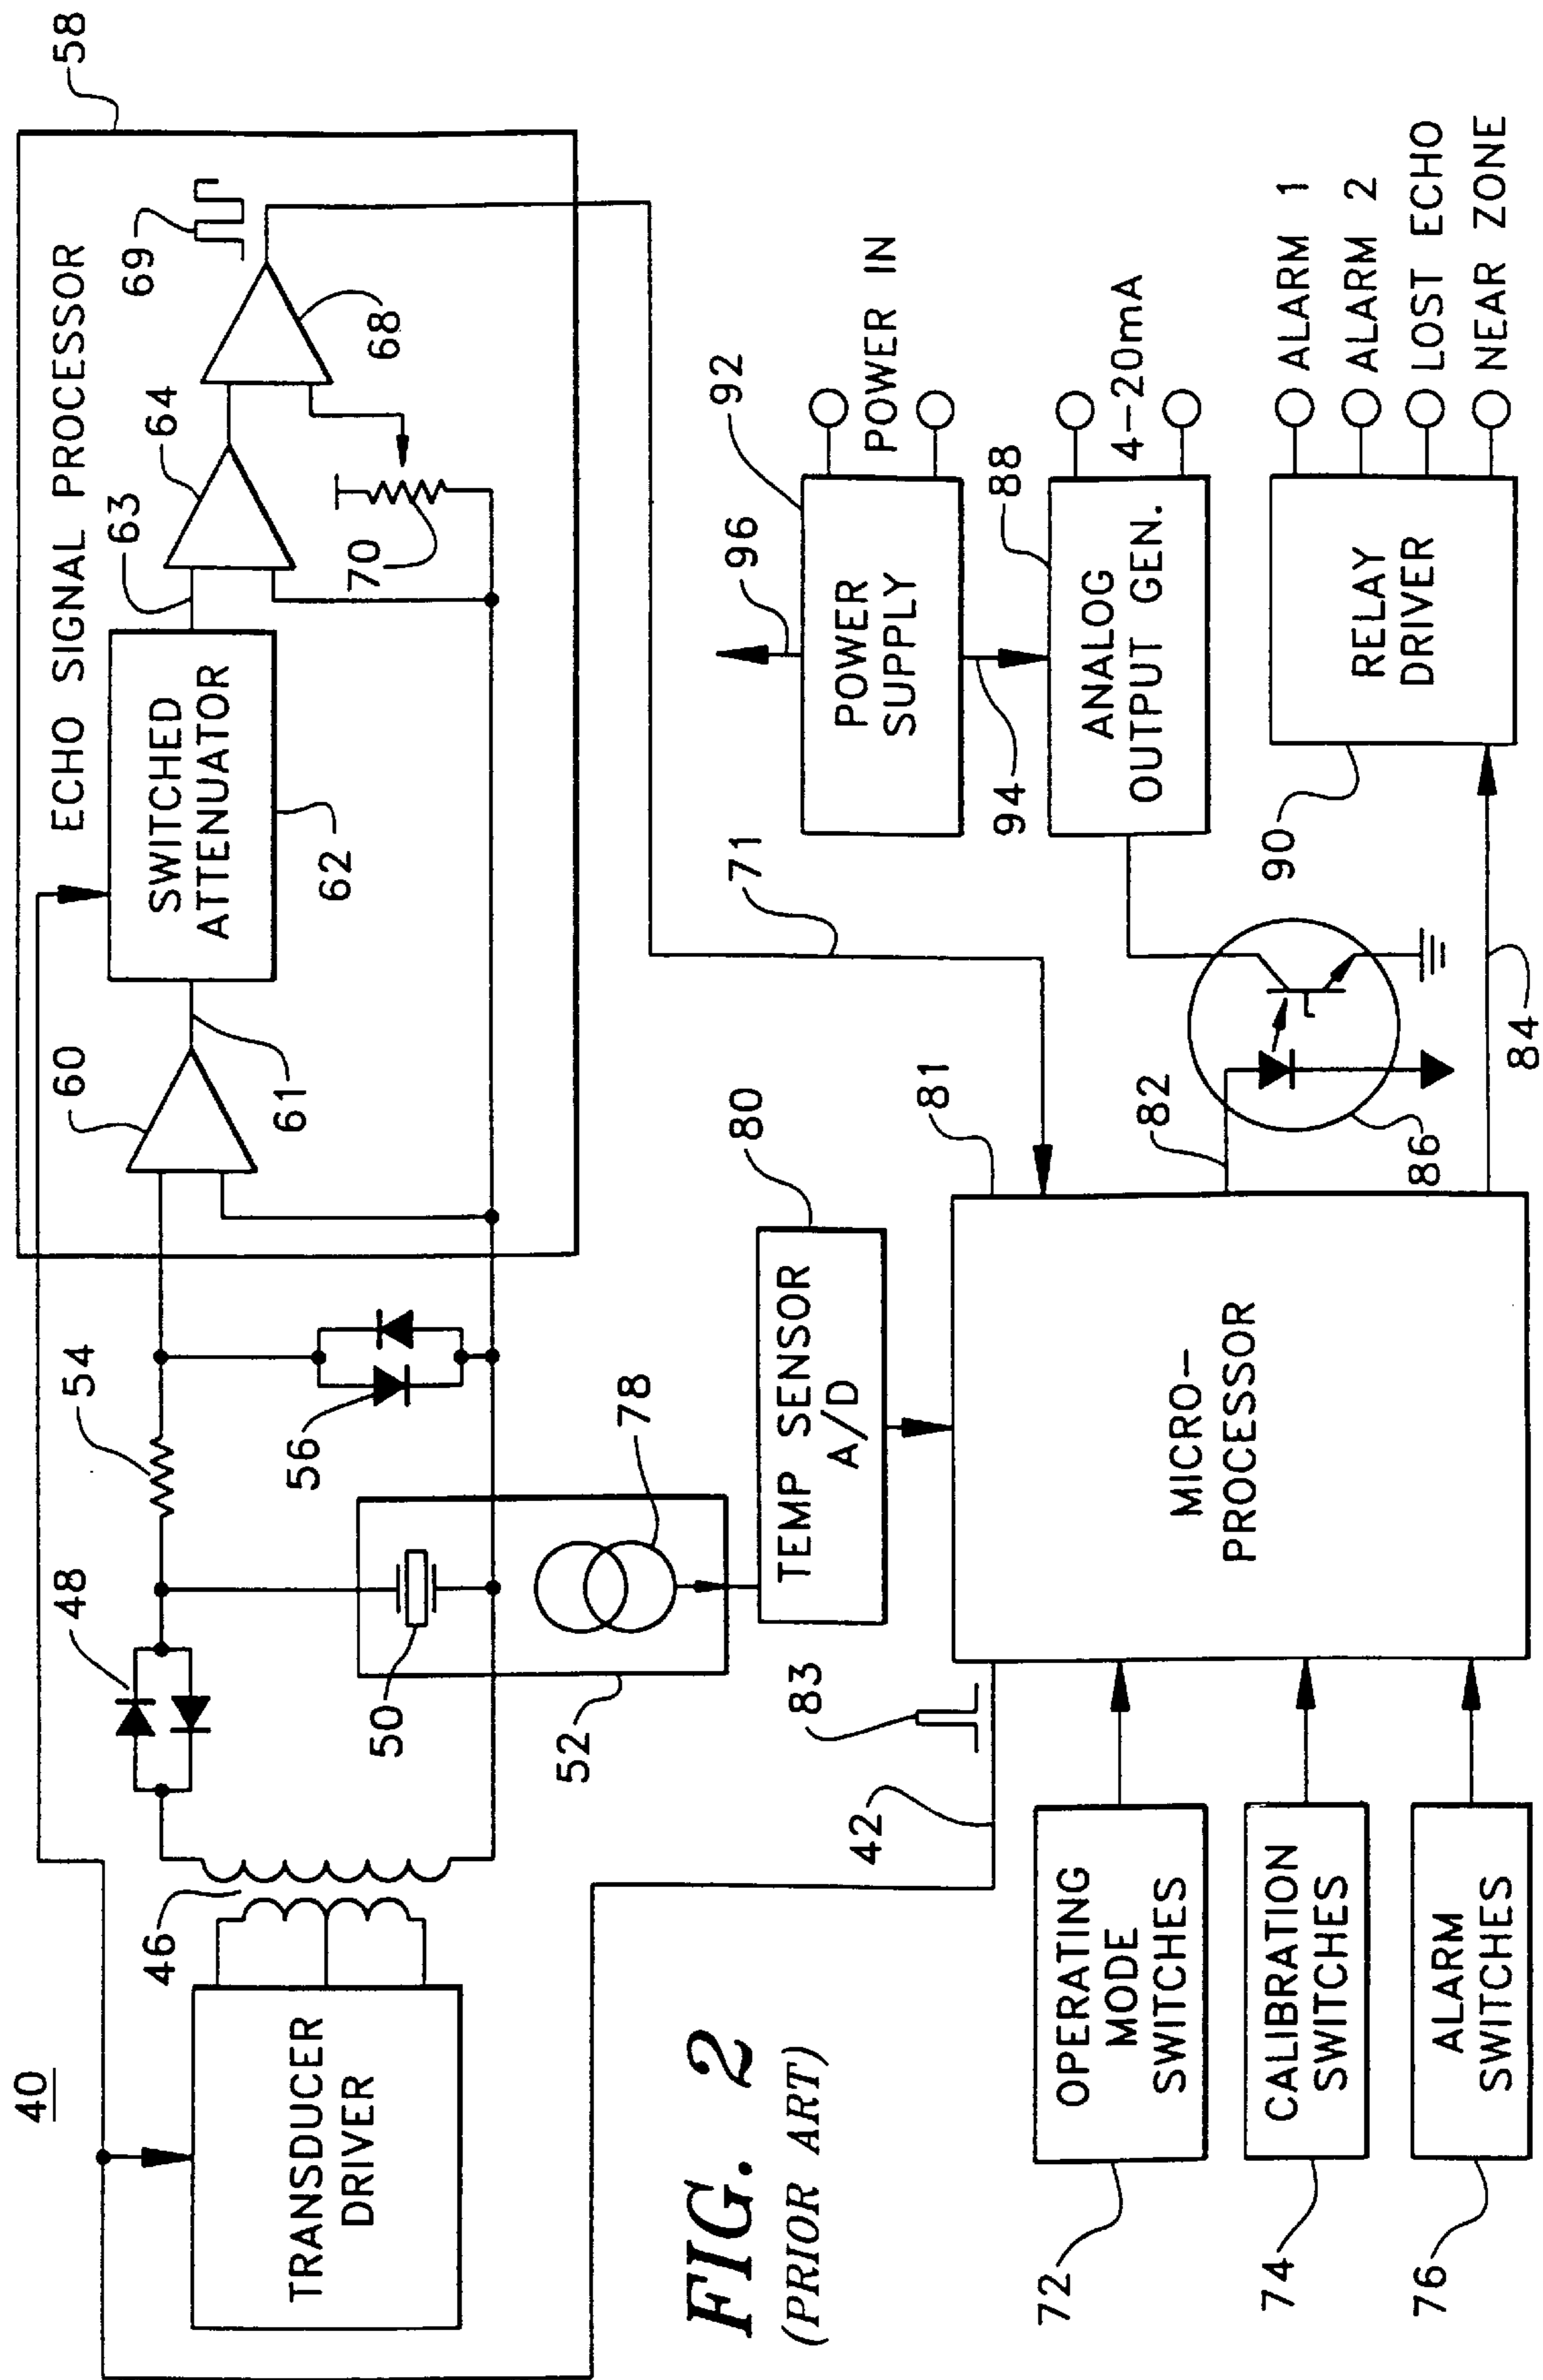 40
TRANSDUCER
DRIVER
46
48
54
50
52
56
78
58
ECHO SIGNAL PROCESSOR
60
61
SWITCHED
ATTENUATOR
62
63
64
68
69
70
71
42
83
TEMP SENSOR
A/D
80
81
MICRO-
PROCESSOR
82
84
86
POWER
SUPPLY
92
96
94
POWER IN
ANALOG
OUTPUT GEN.
88
4-20mA
RELAY
DRIVER
90
ALARM 1
ALARM 2
LOST ECHO
NEAR ZONE
OPERATING
MODE
SWITCHES
72
CALIBRATION
SWITCHES
74
ALARM
SWITCHES
76
FIG. 2
(PRIOR ART)